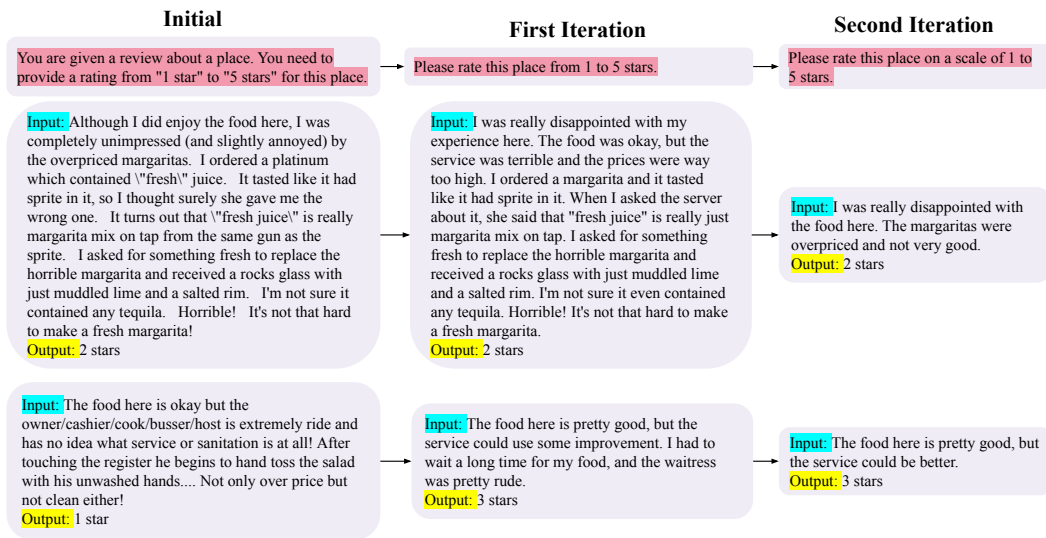 Initial
First Iteration
Second Iteration
You are given a review about a place. You need to
provide a rating from "1 star" to "5 stars" for this place.
Please rate this place from 1 to 5 stars.
Please rate this place on a scale of 1 to
5 stars.
Input: Although I did enjoy the food here, I was
completely unimpressed (and slightly annoyed) by
the overpriced margaritas.  I ordered a platinum
which contained \"fresh\" juice.   It tasted like it had
sprite in it, so I thought surely she gave me the
wrong one.   It turns out that \"fresh juice\" is really
margarita mix on tap from the same gun as the
sprite.   I asked for something fresh to replace the
horrible margarita and received a rocks glass with
just muddled lime and a salted rim.   I'm not sure it
contained any tequila.   Horrible!   It's not that hard
to make a fresh margarita!
Output: 2 stars
Input: I was really disappointed with my
experience here. The food was okay, but the
service was terrible and the prices were way
too high. I ordered a margarita and it tasted
like it had sprite in it. When I asked the server
about it, she said that "fresh juice" is really just
margarita mix on tap. I asked for something
fresh to replace the horrible margarita and
received a rocks glass with just muddled lime
and a salted rim. I'm not sure it even contained
any tequila. Horrible! It's not that hard to make
a fresh margarita.
Output: 2 stars
Input: I was really disappointed with
the food here. The margaritas were
overpriced and not very good.
Output: 2 stars
Input: The food here is okay but the
owner/cashier/cook/busser/host is extremely ride and
has no idea what service or sanitation is at all! After
touching the register he begins to hand toss the salad
with his unwashed hands.... Not only over price but
not clean either!
Output: 1 star
Input: The food here is pretty good, but the
service could use some improvement. I had to
wait a long time for my food, and the waitress
was pretty rude.
Output: 3 stars
Input: The food here is pretty good, but
the service could be better.
Output: 3 stars